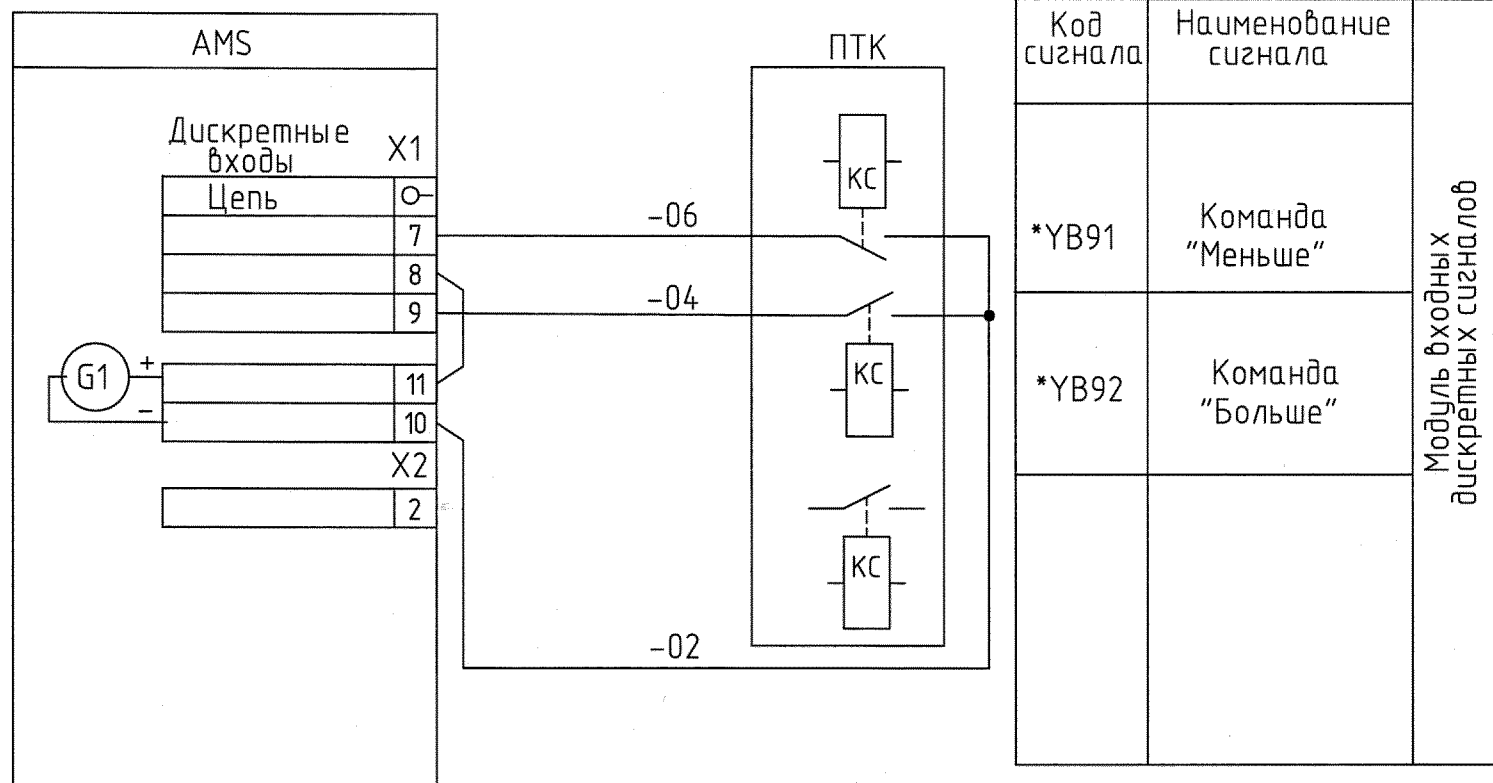 AMS
Дискретные
входы
X1
Цепь
7
8
9
G1
+
−
11
10
X2
2
-06
-04
-02
ПТК
КС
КС
КС
Код
сигнала
Наименование
сигнала
*YB91
Команда
"Меньше"
*YB92
Команда
"Больше"
Модуль входных
дискретных сигналов